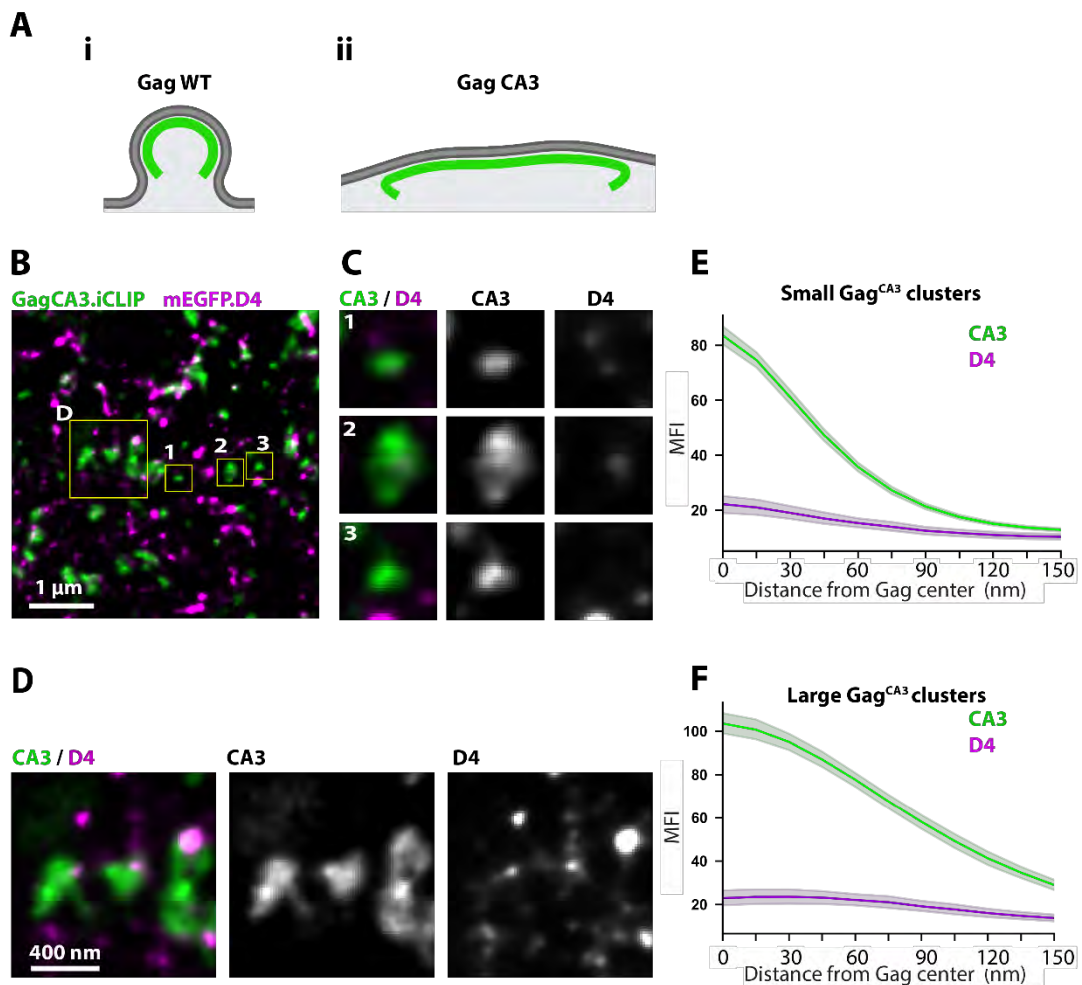 A
i
ii
Gag WT
Gag CA3
B
GagCA3.iCLIP mEGFP.D4
D
1
2
3
1 µm
C
CA3 / D4
CA3
D4
1
2
3
E
Small Gag^CA3 clusters
CA3
D4
MFI
80
60
40
20
0 30 60 90 120 150
Distance from Gag center (nm)
D
CA3 / D4
CA3
D4
400 nm
F
Large Gag^CA3 clusters
CA3
D4
MFI
100
80
60
40
20
0 30 60 90 120 150
Distance from Gag center (nm)